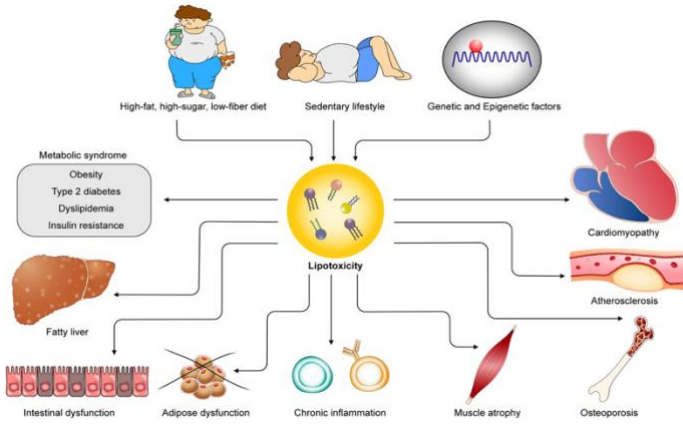 High-fat, high-sugar, low-fiber diet
Sedentary lifestyle
Genetic and Epigenetic factors
Metabolic syndrome
Obesity
Type 2 diabetes
Dyslipidemia
Insulin resistance
Cardiomyopathy
Lipotoxicity
Atherosclerosis
Fatty liver
Intestinal dysfunction
Adipose dysfunction
Chronic inflammation
Muscle atrophy
Osteoporosis